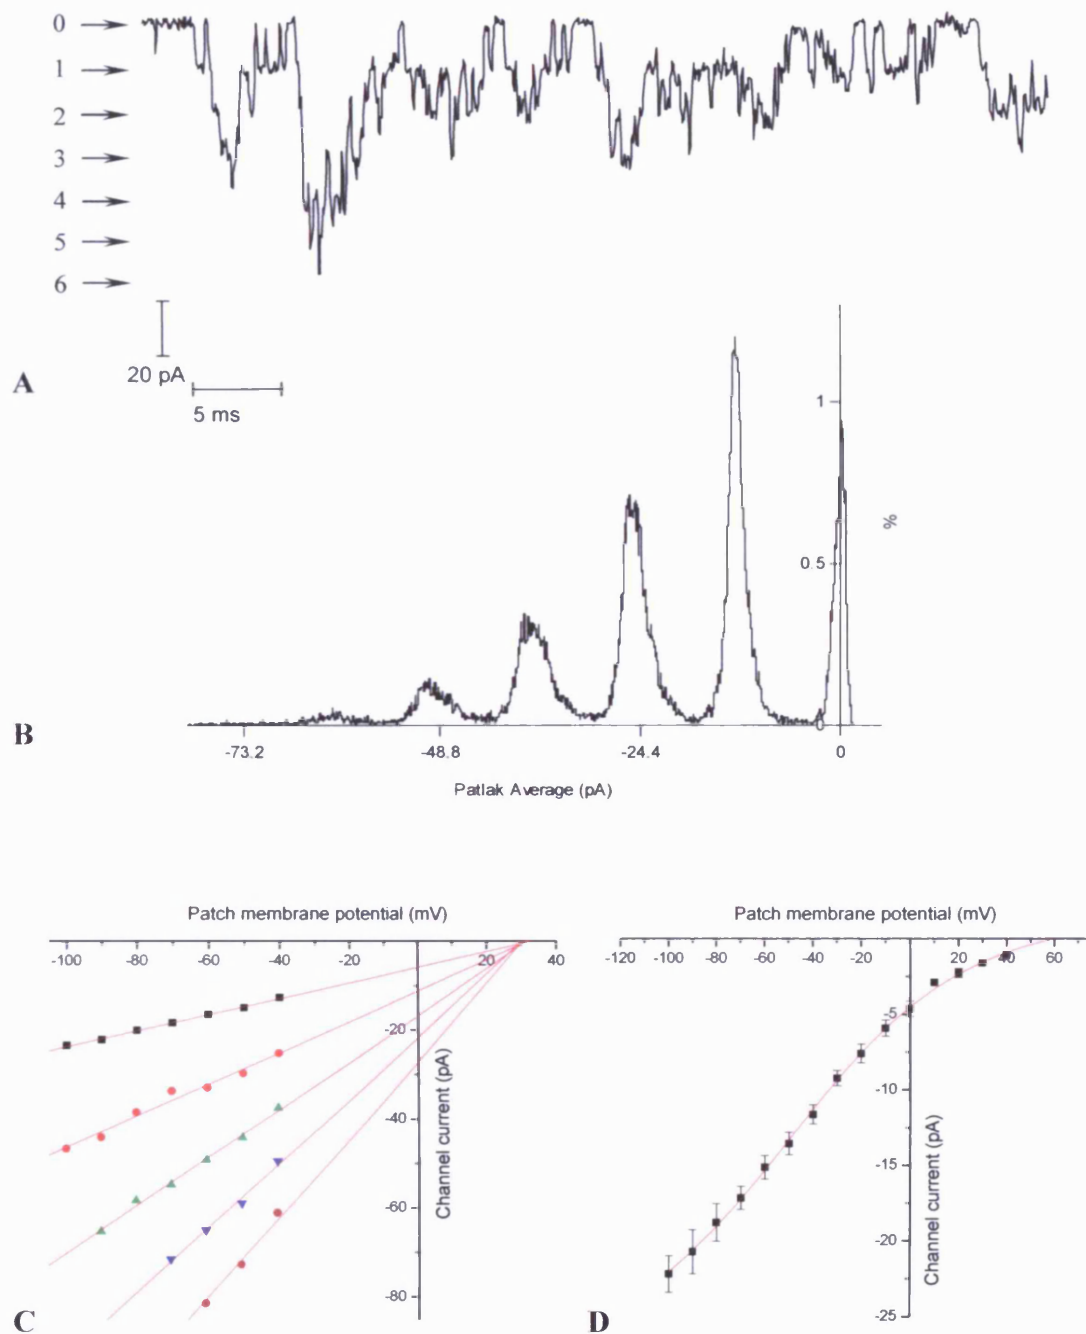 0
1
2
3
4
5
6
20 pA
5 ms
A
1
0.5
%
0
B
-73.2 -48.8 -24.4 0
Patlak Average (pA)
Patch membrane potential (mV)
-100 -80 -60 -40 -20 20 40
-20
-40
-60
-80
Channel current (pA)
C
Patch membrane potential (mV)
-120 -100 -80 -60 -40 -20 0 20 40 60
-5
-10
-15
-20
-25
Channel current (pA)
D